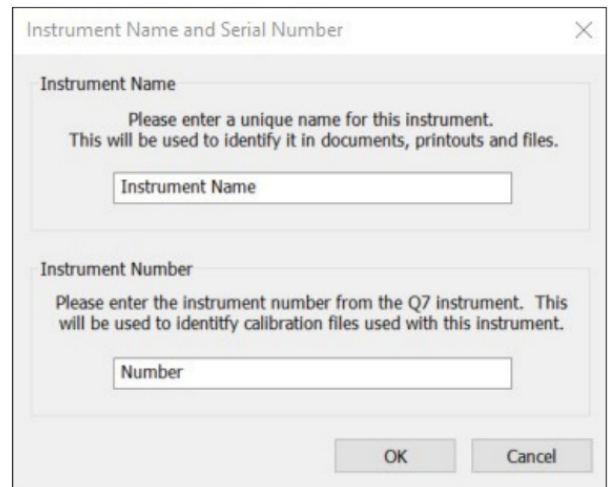 Instrument Name and Serial Number
Instrument Name
Please enter a unique name for this instrument.
This will be used to identify it in documents, printouts and files.
Instrument Name
Instrument Number
Please enter the instrument number from the Q7 instrument. This
will be used to identitfy calibration files used with this instrument.
Number
OK Cancel